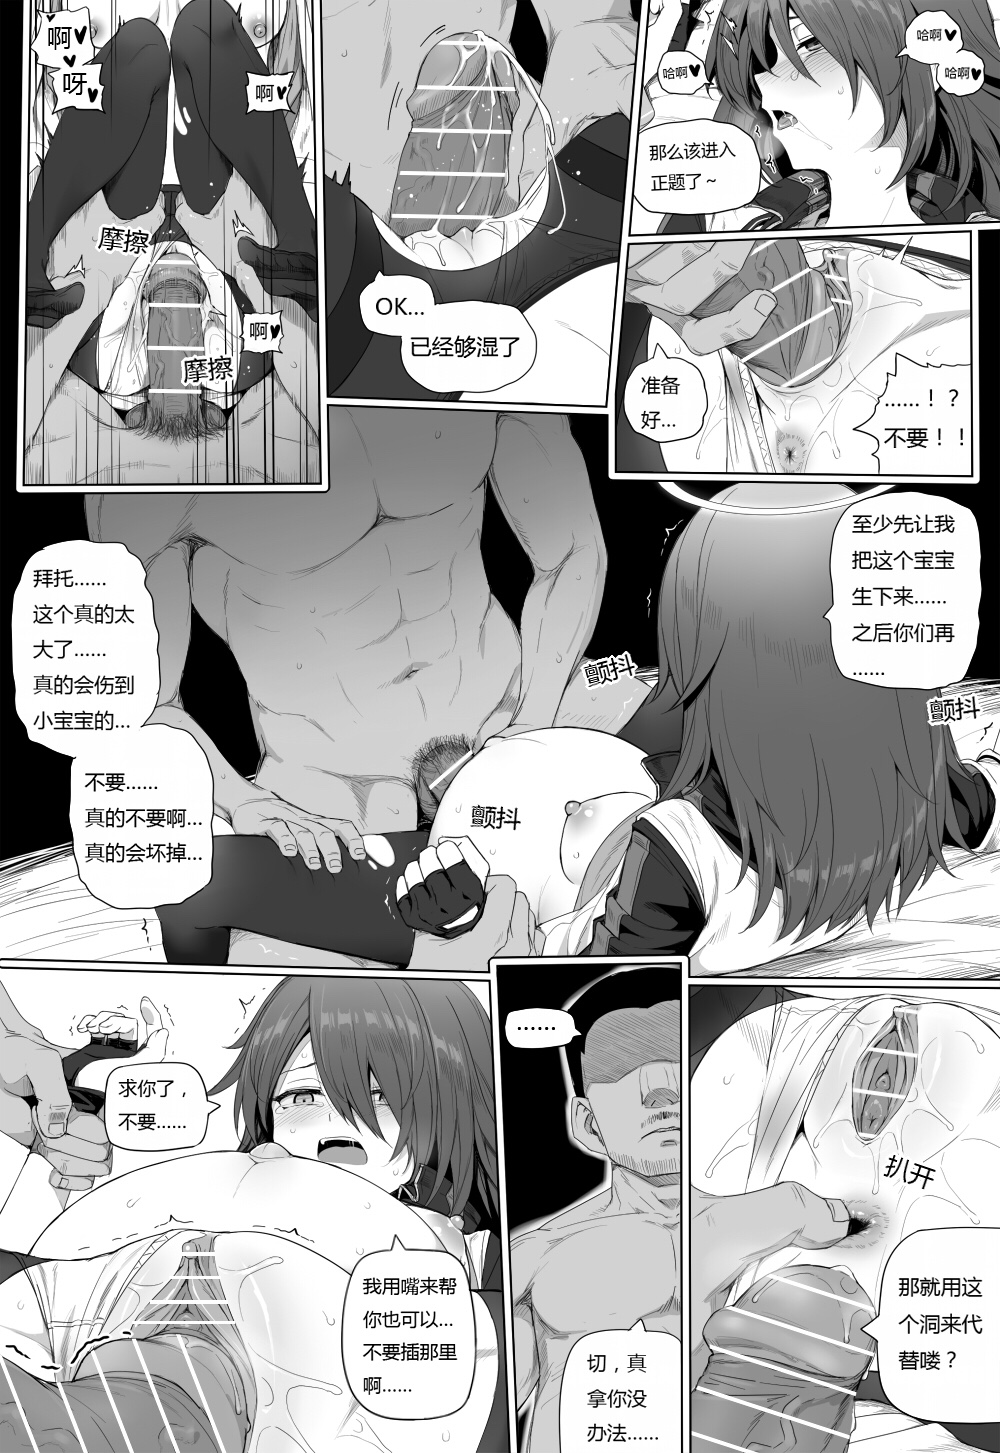 啊♥
呀♥
啊♥
摩擦
啊♥
摩擦
OK...
已经够湿了
哈啊♥
哈啊♥
哈啊♥
那么该进入
正题了～
准备
好...
......！？
不要！！
至少先让我
把这个宝宝
生下来......
之后你们再
......
拜托......
这个真的太
大了......
真的会伤到
小宝宝的...
不要......
真的不要啊...
真的会坏掉...
颤抖
颤抖
颤抖
求你了，
不要......
我用嘴来帮
你也可以...
不要插那里
啊......
......
切，真
拿你没
办法......
扒开
那就用这
个洞来代
替喽？